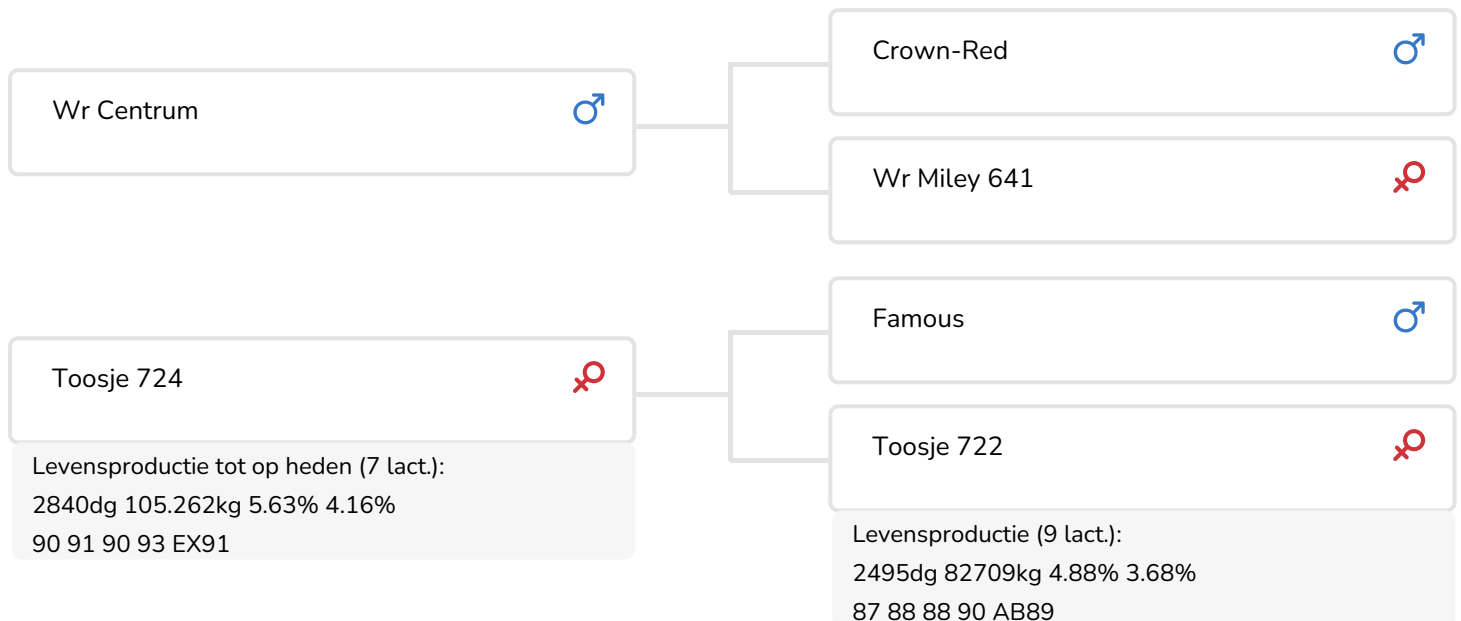 Crown-Red
Wr Centrum
Wr Miley 641
Famous
Toosje 724
Toosje 722
Levensproductie tot op heden (7 lact.):
2840dg 105.262kg 5.63% 4.16%
90 91 90 93 EX91
Levensproductie (9 lact.):
2495dg 82709kg 4.88% 3.68%
87 88 88 90 AB89